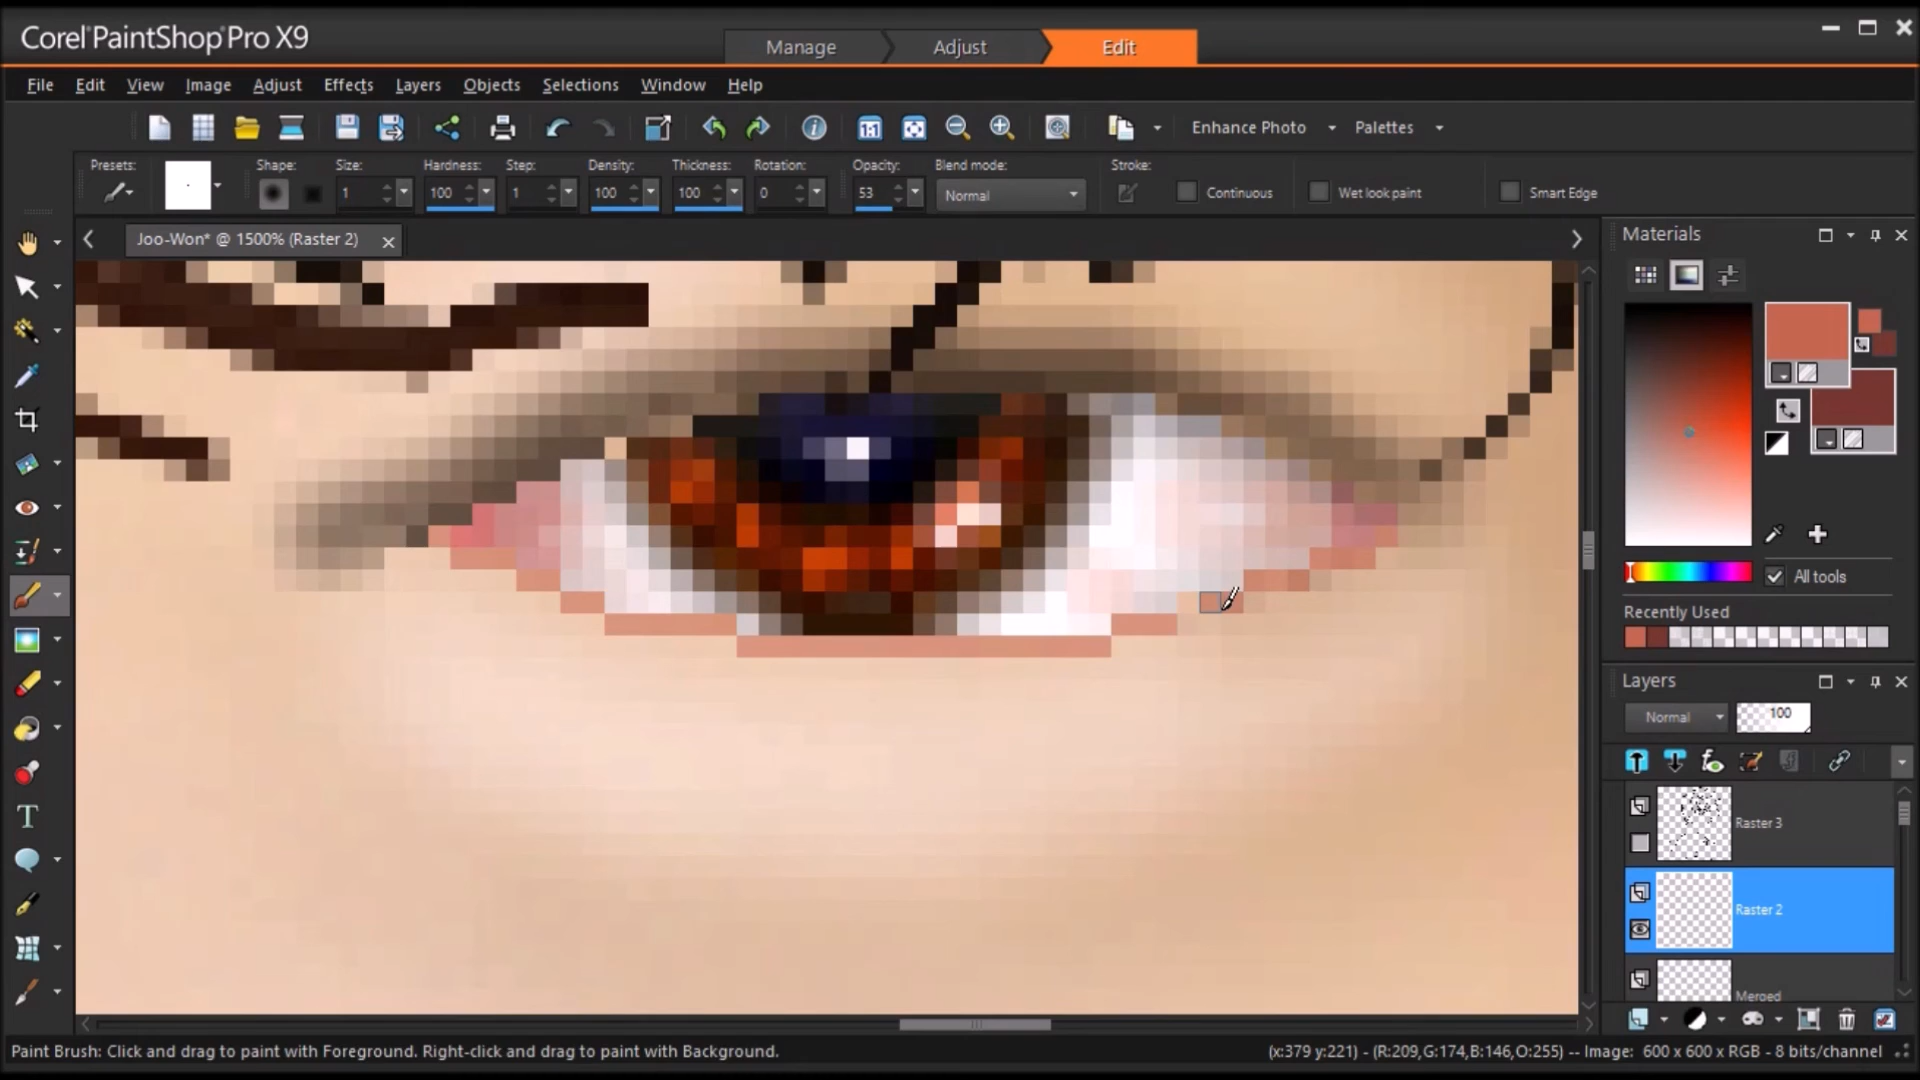 Corel PaintShop Pro X9
Manage Adjust Edit
File Edit View Image Adjust Effects Layers Objects Selections Window Help
1:1 Enhance Photo Palettes
Presets: Shape: Size: Hardness: Step: Density: Thickness: Rotation: Opacity: Blend mode: Stroke:
1 100 1 100 100 0 53 Normal Continuous Wet look paint Smart Edge
Joo-Won* @ 1500% (Raster 2)
Materials
All tools
Recently Used
Layers
Normal 100
Raster 3
Raster 2
Merged
Paint Brush: Click and drag to paint with Foreground. Right-click and drag to paint with Background.
(x:379 y:221) - (R:209,G:174,B:146,O:255) -- Image: 600 x 600 x RGB - 8 bits/channel